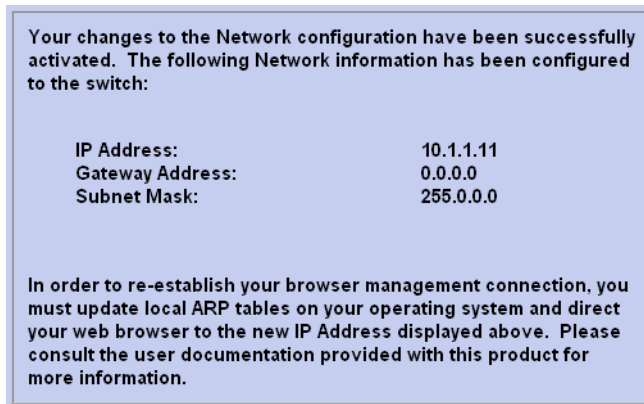 Your changes to the Network configuration have been successfully
activated.  The following Network information has been configured
to the switch:
IP Address: 10.1.1.11
Gateway Address: 0.0.0.0
Subnet Mask: 255.0.0.0
In order to re-establish your browser management connection, you
must update local ARP tables on your operating system and direct
your web browser to the new IP Address displayed above.  Please
consult the user documentation provided with this product for
more information.